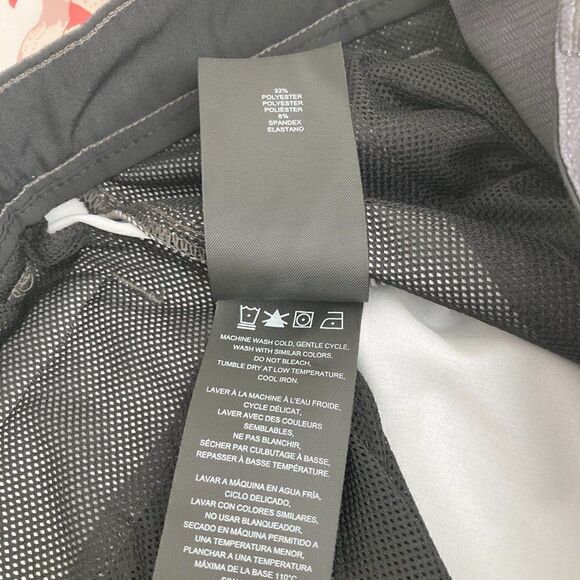 92%
POLYESTER
POLYESTER
POLIÉSTER
8%
SPANDEX
ELASTANO
MACHINE WASH COLD, GENTLE CYCLE,
WASH WITH SIMILAR COLORS.
DO NOT BLEACH,
TUMBLE DRY AT LOW TEMPERATURE,
COOL IRON.
LAVER À LA MACHINE À L'EAU FROIDE,
CYCLE DÉLICAT,
LAVER AVEC DES COULEURS
SEMBLABLES,
NE PAS BLANCHIR,
SÉCHER PAR CULBUTAGE À BASSE
REPASSER À BASSE TEMPÉRATURE.
LAVAR A MÁQUINA EN AGUA FRÍA,
CICLO DELICADO,
LAVAR CON COLORES SIMILARES,
NO USAR BLANQUEADOR,
SECADO EN MÁQUINA PERMITIDO A
UNA TEMPERATURA MENOR,
PLANCHAR A UNA TEMPERATURA
MÁXIMA DE LA BASE 110°C